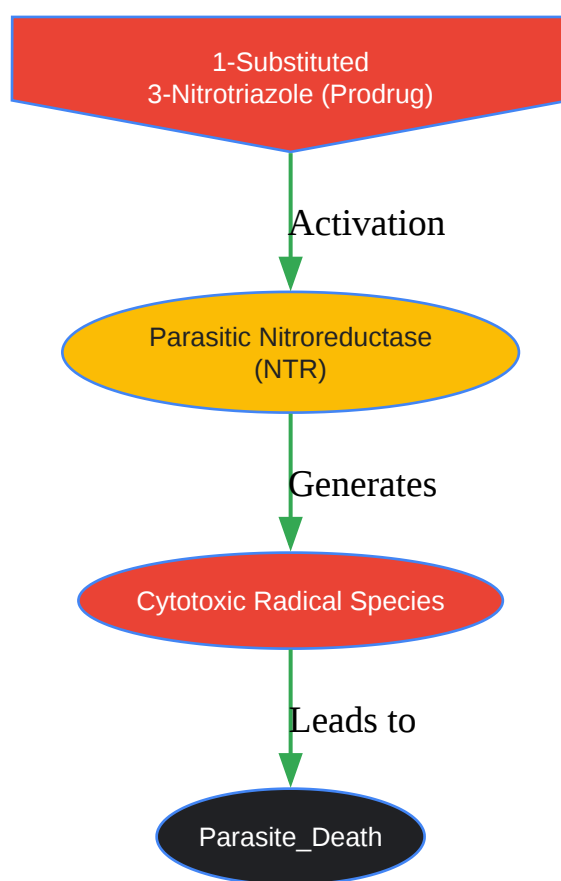 1-Substituted
3-Nitrotriazole (Prodrug)
Activation
Parasitic Nitroreductase
(NTR)
Generates
Cytotoxic Radical Species
Leads to
Parasite_Death